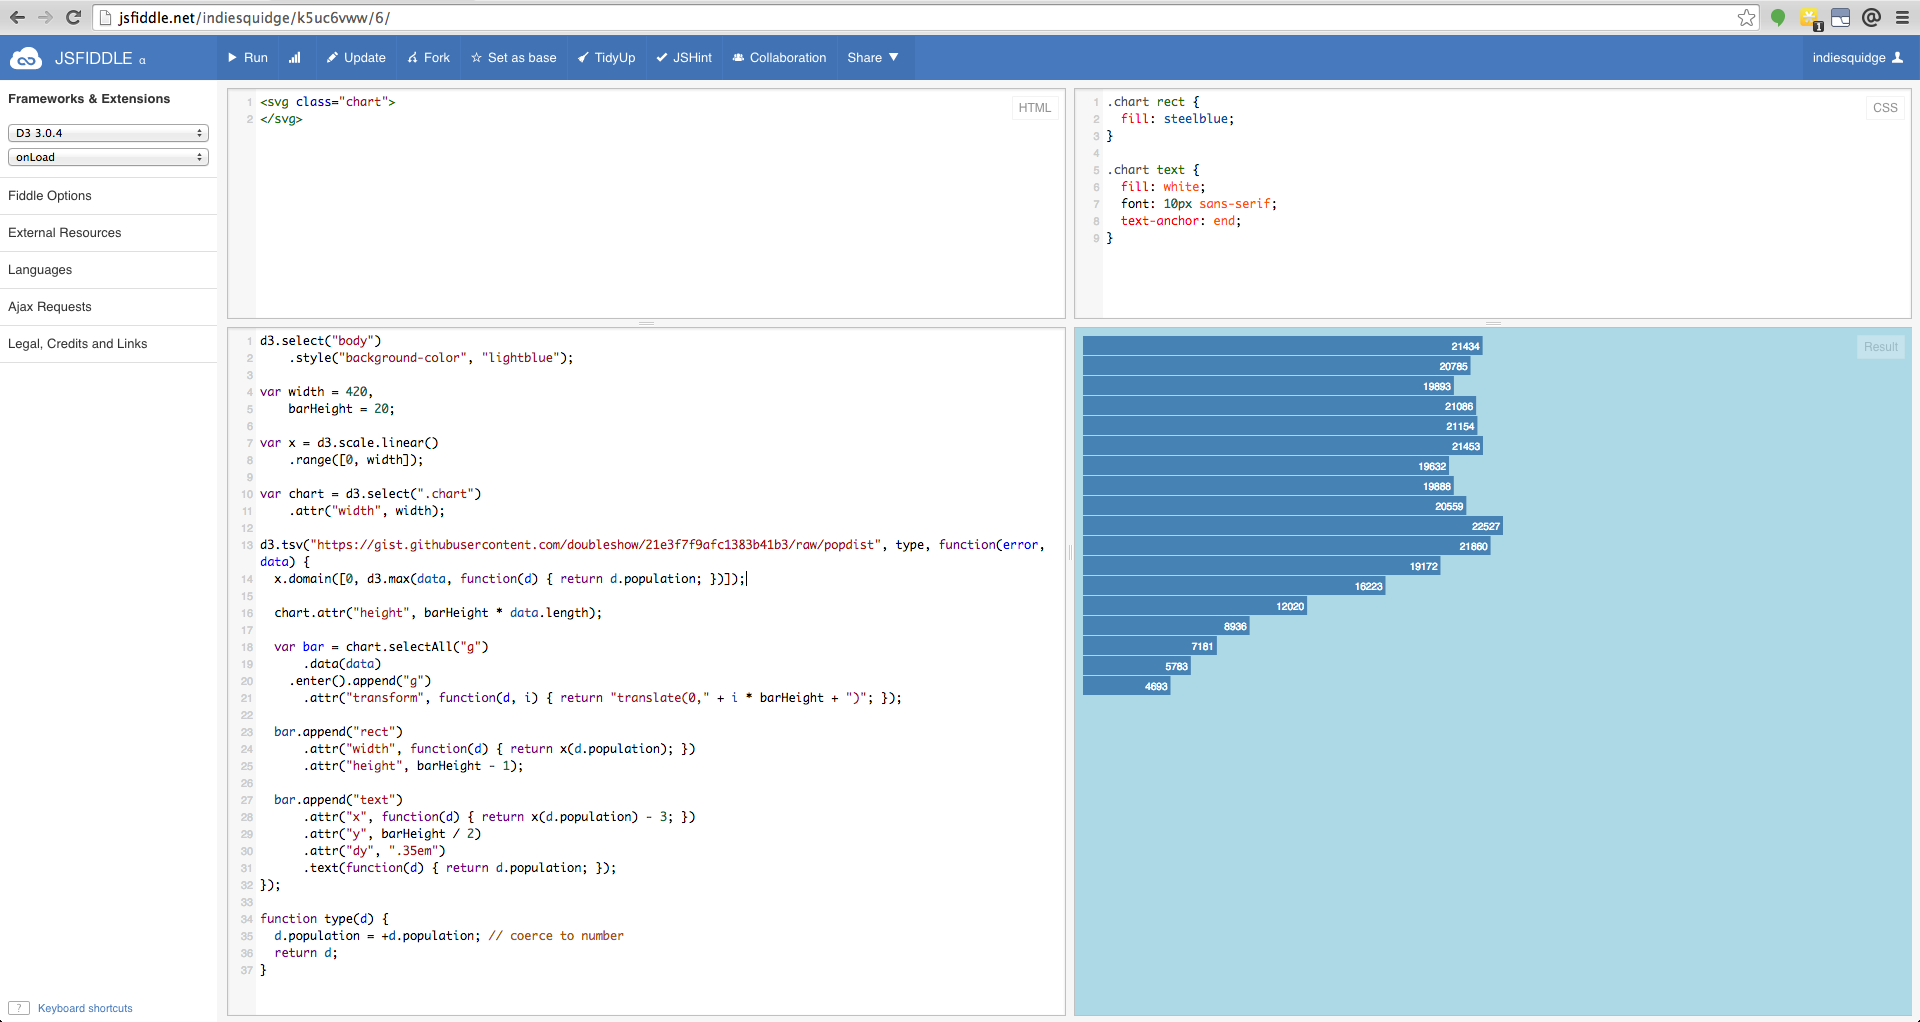 jsfiddle.net/indiesquidge/k5uc6vww/6/
1
JSFIDDLE α
Run
Update
Fork
Set as base
TidyUp
JSHint
Collaboration
Share
indiesquidge
Frameworks & Extensions
D3 3.0.4
onLoad
Fiddle Options
External Resources
Languages
Ajax Requests
Legal, Credits and Links
? Keyboard shortcuts
HTML
1 <svg class="chart">
2 </svg>
CSS
1 .chart rect {
2   fill: steelblue;
3 }
4
5 .chart text {
6   fill: white;
7   font: 10px sans-serif;
8   text-anchor: end;
9 }
1 d3.select("body")
2     .style("background-color", "lightblue");
3
4 var width = 420,
5     barHeight = 20;
6
7 var x = d3.scale.linear()
8     .range([0, width]);
9
10 var chart = d3.select(".chart")
11     .attr("width", width);
12
13 d3.tsv("https://gist.githubusercontent.com/doubleshow/21e3f7f9afc1383b41b3/raw/popdist", type, function(error,
data) {
14   x.domain([0, d3.max(data, function(d) { return d.population; })]);
15
16   chart.attr("height", barHeight * data.length);
17
18   var bar = chart.selectAll("g")
19       .data(data)
20     .enter().append("g")
21       .attr("transform", function(d, i) { return "translate(0," + i * barHeight + ")"; });
22
23   bar.append("rect")
24       .attr("width", function(d) { return x(d.population); })
25       .attr("height", barHeight - 1);
26
27   bar.append("text")
28       .attr("x", function(d) { return x(d.population) - 3; })
29       .attr("y", barHeight / 2)
30       .attr("dy", ".35em")
31       .text(function(d) { return d.population; });
32 });
33
34 function type(d) {
35   d.population = +d.population; // coerce to number
36   return d;
37 }
Result
21434
20785
19893
21086
21154
21453
19632
19888
20559
22527
21860
19172
16223
12020
8936
7181
5783
4693